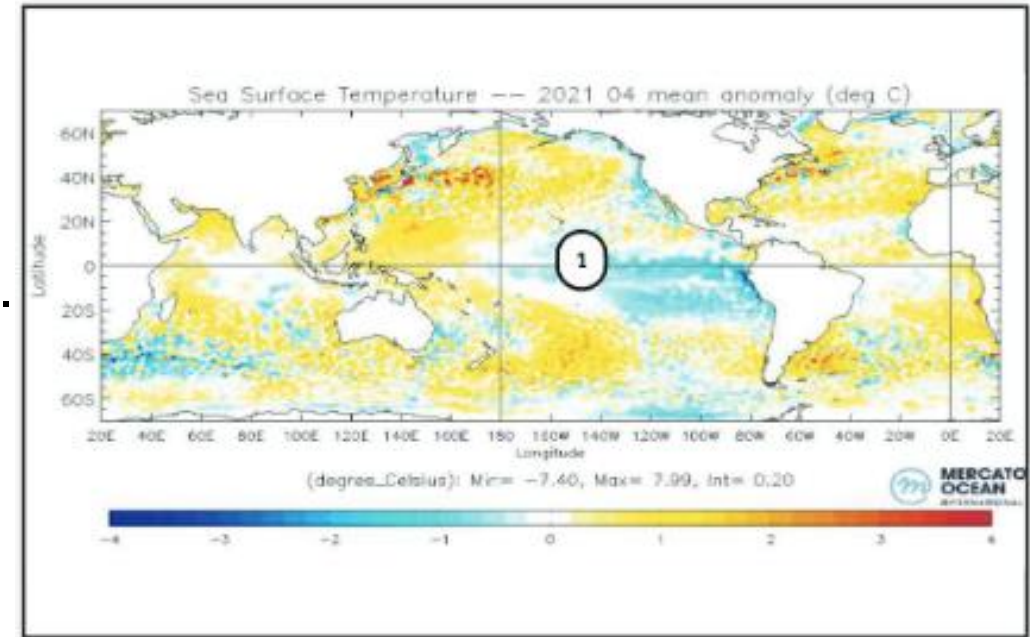 Sea Surface Temperature —— 2021 04 mean anomaly (deg C)
60N
40N
20N
0
20S
40S
60S
Latitude
1
20E 40E 60E 80E 100E 120E 140E 160E 180 160W 140W 120W 100W 80W 60W 40W 20W 0E 20E
Longitude
(degree_Celsius): Min= -7.40, Max= 7.99, Int= 0.20
MERCATO
OCEAN
INTERNATIONAL
-4 -3 -2 -1 0 1 2 3 4